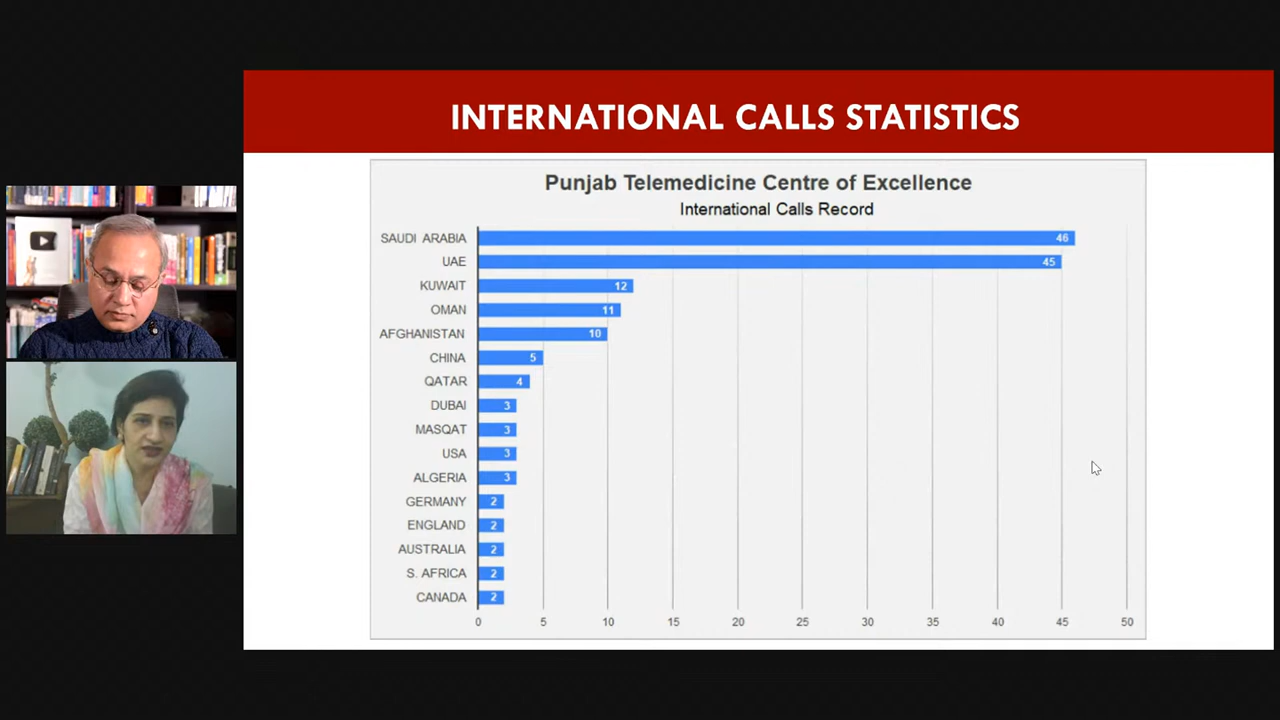 INTERNATIONAL CALLS STATISTICS
Punjab Telemedicine Centre of Excellence
International Calls Record
SAUDI ARABIA 46
UAE 45
KUWAIT 12
OMAN 11
AFGHANISTAN 10
CHINA 5
QATAR 4
DUBAI 3
MASQAT 3
USA 3
ALGERIA 3
GERMANY 2
ENGLAND 2
AUSTRALIA 2
S. AFRICA 2
CANADA 2
0 5 10 15 20 25 30 35 40 45 50